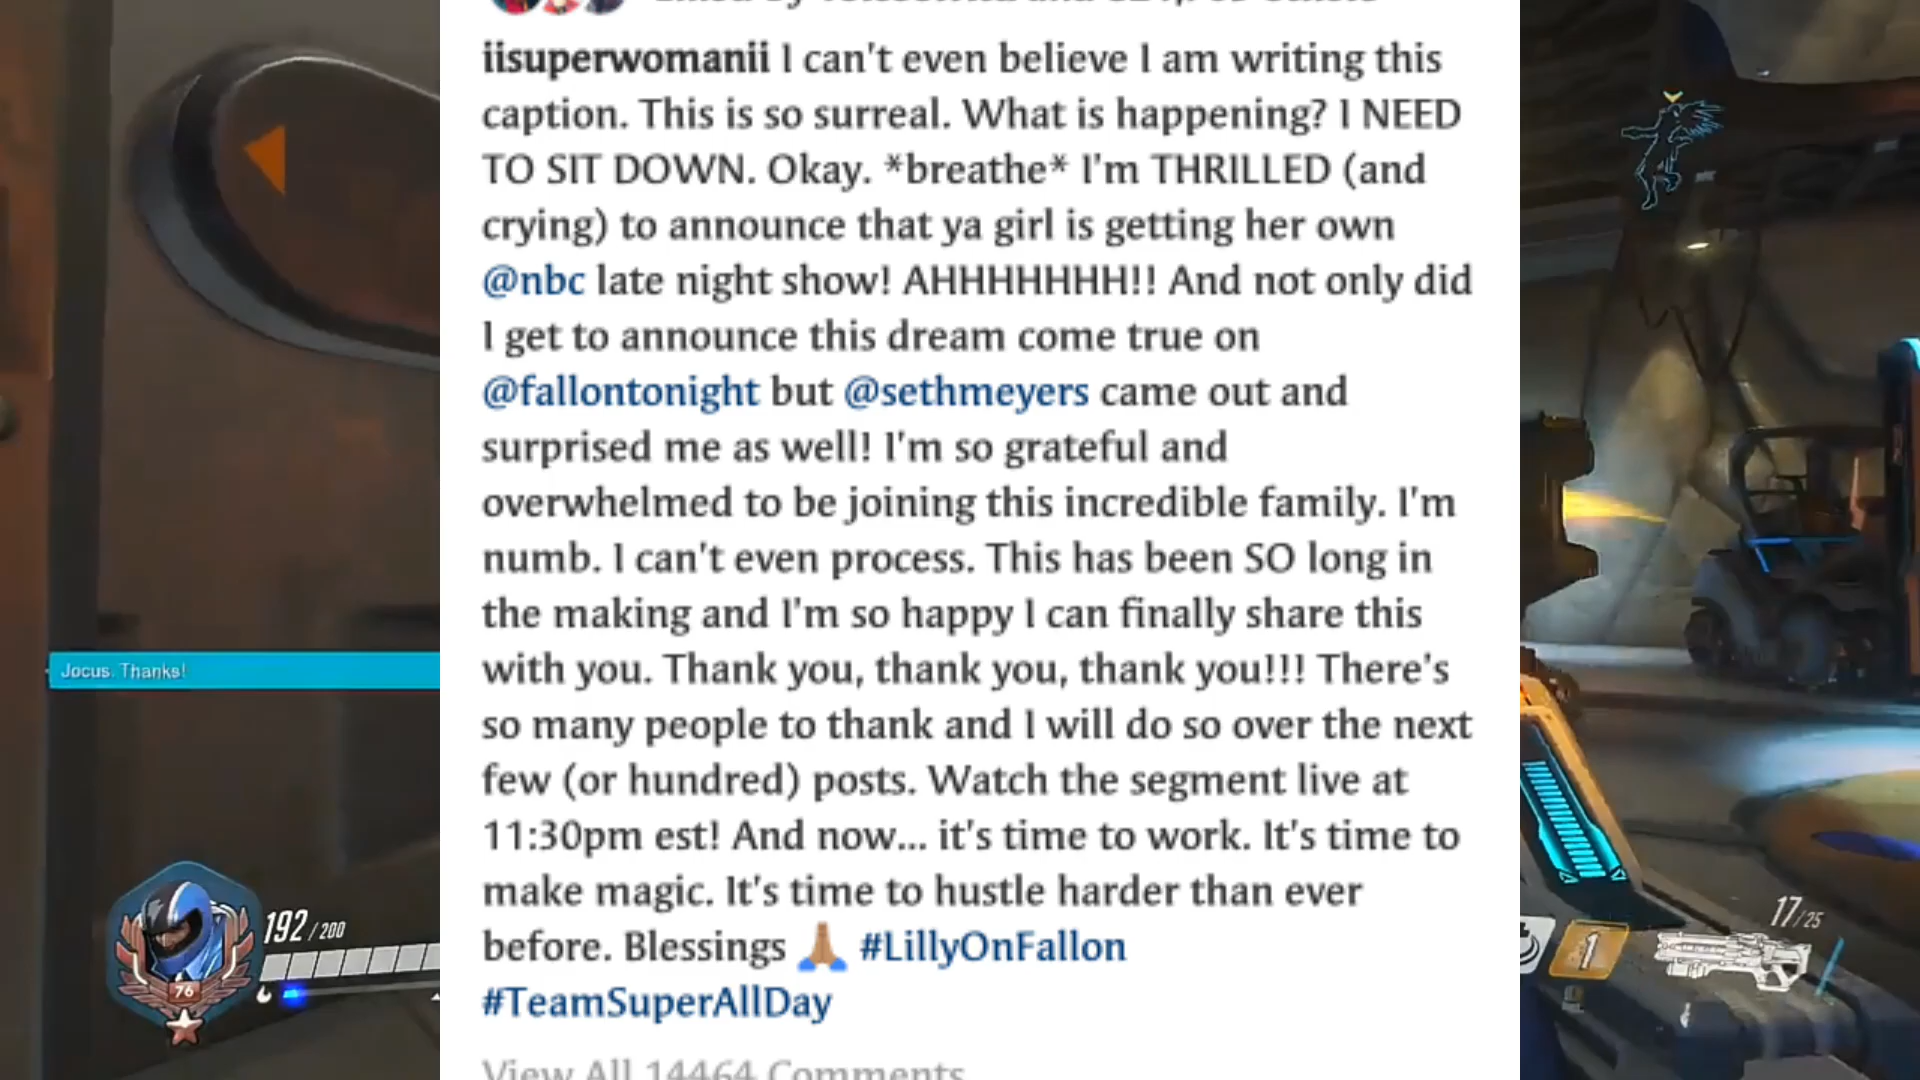 iisuperwomanii I can't even believe I am writing this
caption. This is so surreal. What is happening? I NEED
TO SIT DOWN. Okay. *breathe* I'm THRILLED (and
crying) to announce that ya girl is getting her own
@nbc late night show! AHHHHHHH!! And not only did
I get to announce this dream come true on
@fallontonight but @sethmeyers came out and
surprised me as well! I'm so grateful and
overwhelmed to be joining this incredible family. I'm
numb. I can't even process. This has been SO long in
the making and I'm so happy I can finally share this
with you. Thank you, thank you, thank you!!! There's
so many people to thank and I will do so over the next
few (or hundred) posts. Watch the segment live at
11:30pm est! And now... it's time to work. It's time to
make magic. It's time to hustle harder than ever
before. Blessings 🙏🏽 #LillyOnFallon
#TeamSuperAllDay
View All 14464 Comments
Jocus. Thanks!
192/200
76
17/25
1